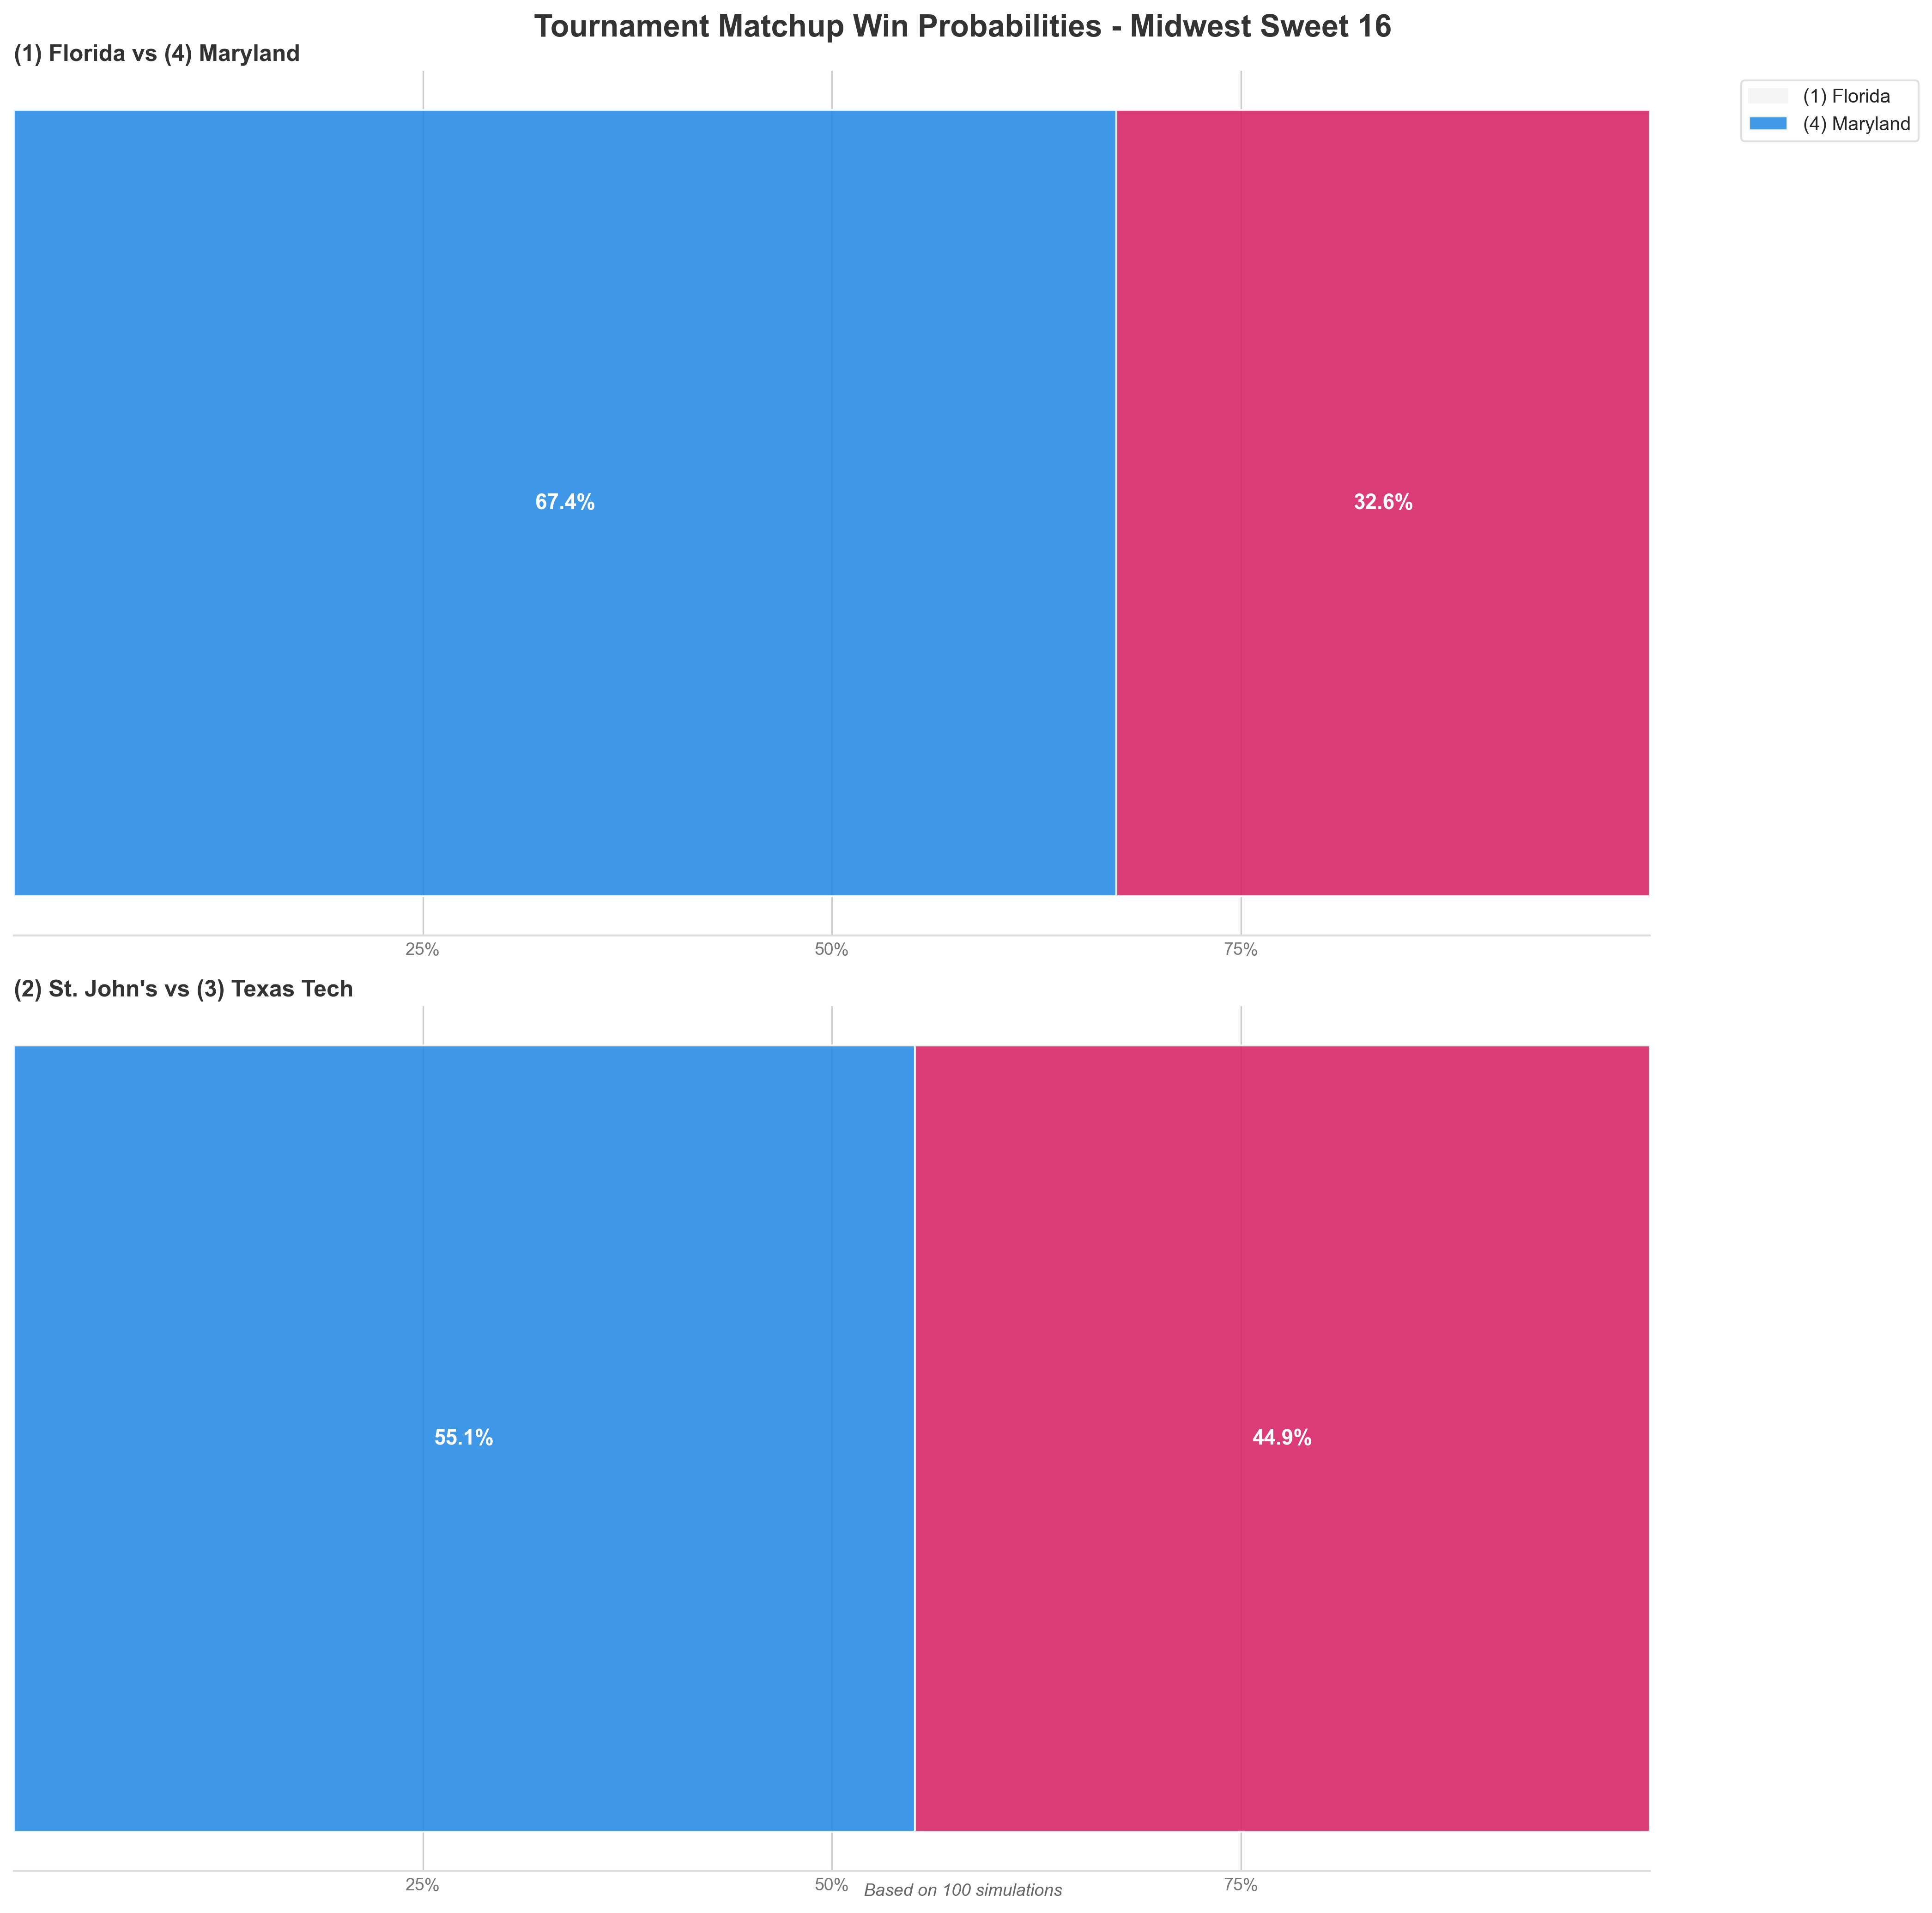 Tournament Matchup Win Probabilities - Midwest Sweet 16
(1) Florida vs (4) Maryland
(1) Florida
(4) Maryland
67.4%
32.6%
25%
50%
75%
(2) St. John's vs (3) Texas Tech
55.1%
44.9%
25%
50%
75%
Based on 100 simulations